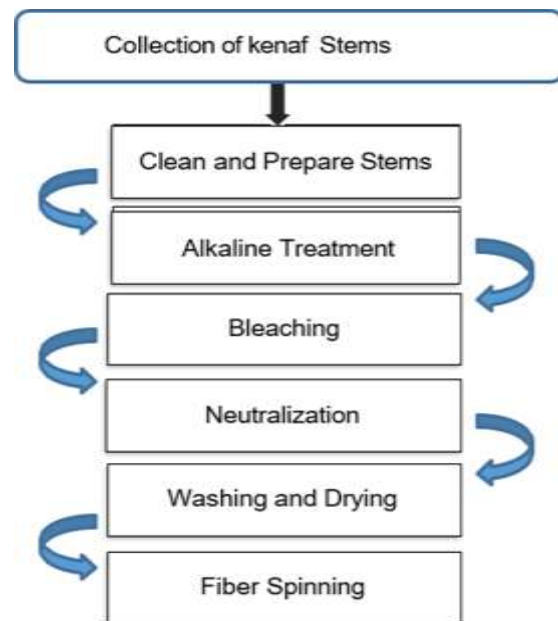 Collection of kenaf Stems
Clean and Prepare Stems
Alkaline Treatment
Bleaching
Neutralization
Washing and Drying
Fiber Spinning